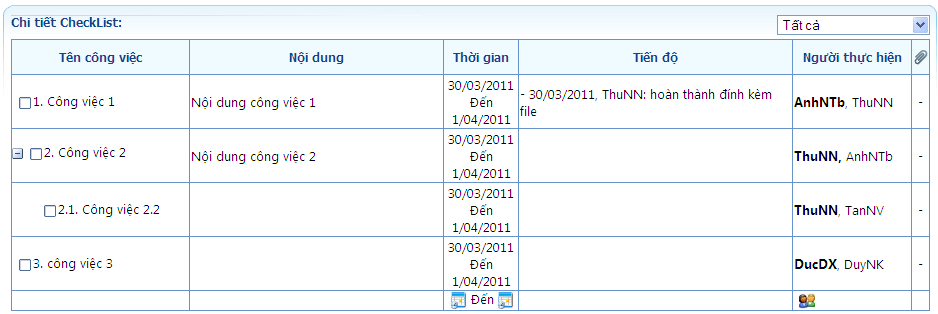 Chi tiết CheckList:
Tất cả
Tên công việc
Nội dung
Thời gian
Tiến độ
Người thực hiện
1. Công việc 1
Nội dung công việc 1
30/03/2011
Đến
1/04/2011
- 30/03/2011, ThuNN: hoàn thành đính kèm
file
AnhNTb, ThuNN
-
2. Công việc 2
Nội dung công việc 2
30/03/2011
Đến
1/04/2011
ThuNN, AnhNTb
-
2.1. Công việc 2.2
30/03/2011
Đến
1/04/2011
ThuNN, TanNV
-
3. công việc 3
30/03/2011
Đến
1/04/2011
DucDX, DuyNK
-
Đến